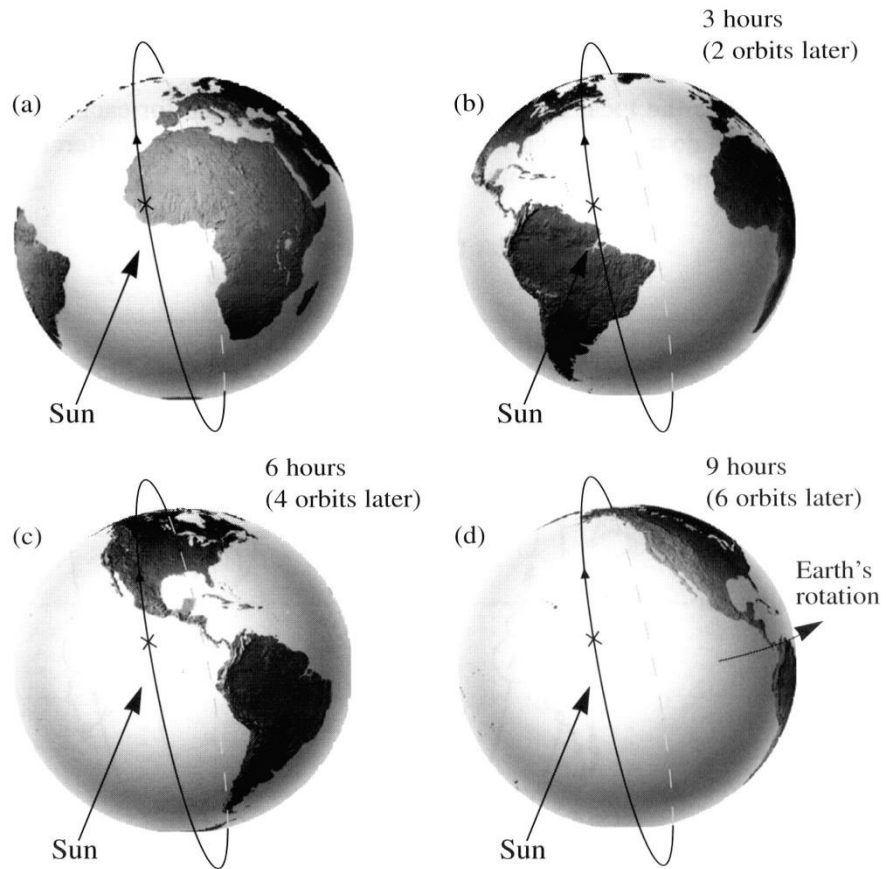 (a)
Sun
3 hours
(2 orbits later)
(b)
Sun
6 hours
(4 orbits later)
(c)
Sun
9 hours
(6 orbits later)
(d)
Earth's
rotation
Sun